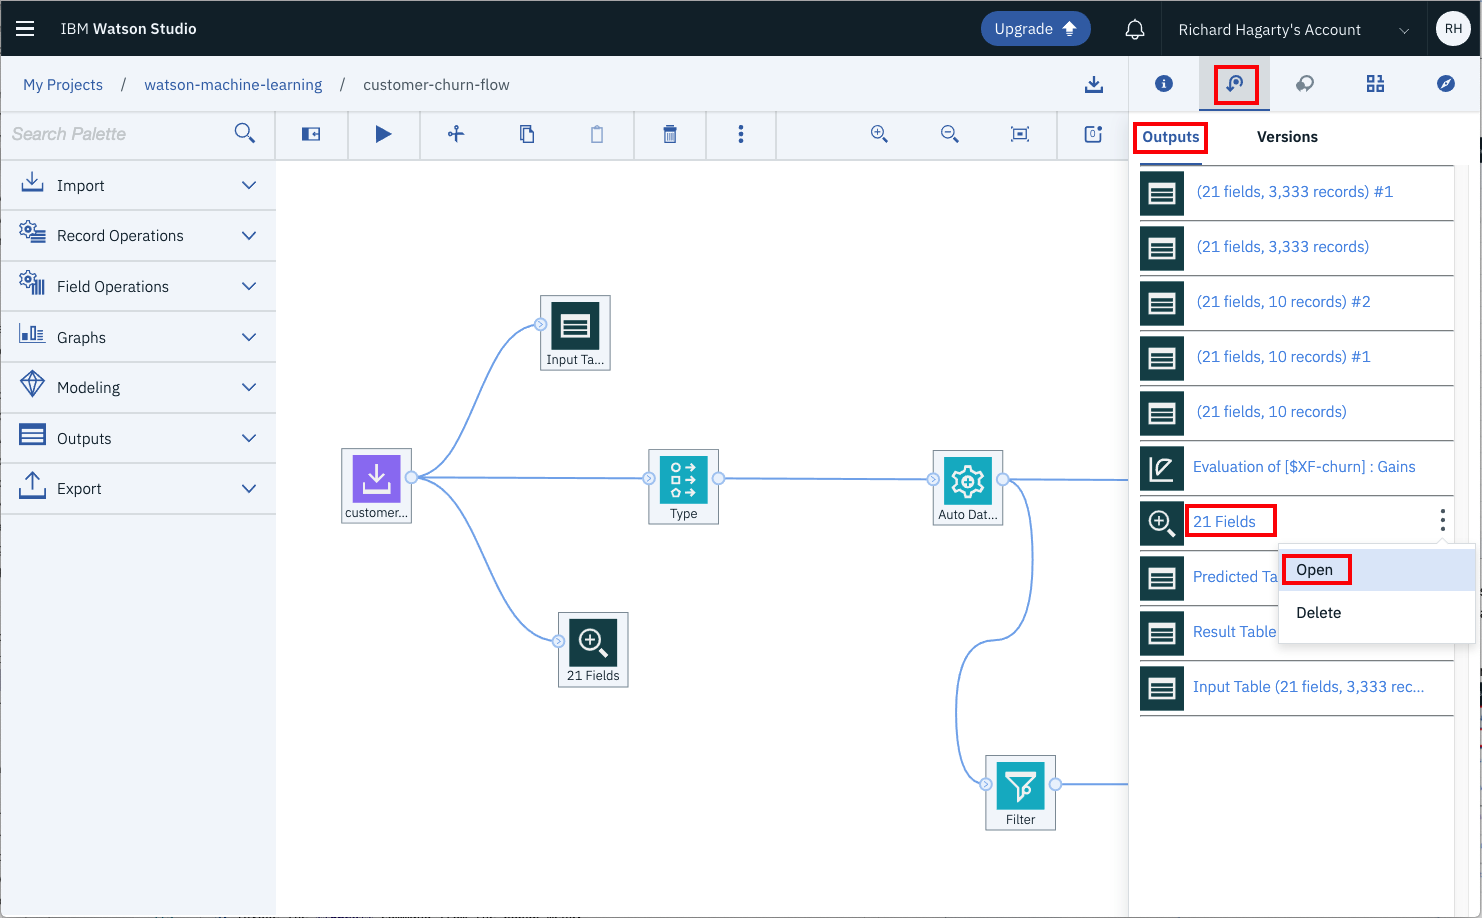 IBM Watson Studio
Upgrade
Richard Hagarty's Account
RH
My Projects / watson-machine-learning / customer-churn-flow
Search Palette
Import
Record Operations
Field Operations
Graphs
Modeling
Outputs
Export
Input Ta...
customer...
Type
Auto Dat...
21 Fields
Filter
Outputs
Versions
(21 fields, 3,333 records) #1
(21 fields, 3,333 records)
(21 fields, 10 records) #2
(21 fields, 10 records) #1
(21 fields, 10 records)
Evaluation of [$XF-churn] : Gains
21 Fields
Open
Delete
Predicted Ta
Result Table
Input Table (21 fields, 3,333 rec...